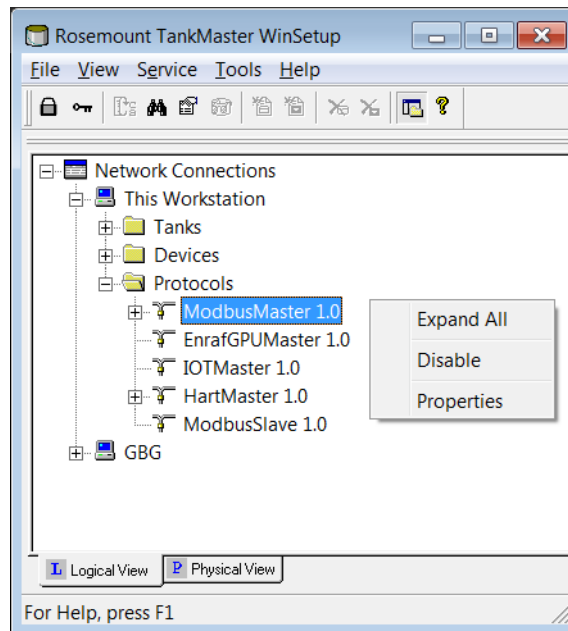 Rosemount TankMaster WinSetup
File View Service Tools Help
Network Connections
This Workstation
Tanks
Devices
Protocols
ModbusMaster 1.0
EnrafGPUMaster 1.0
IOTMaster 1.0
HartMaster 1.0
ModbusSlave 1.0
GBG
Expand All
Disable
Properties
L Logical View P Physical View
For Help, press F1